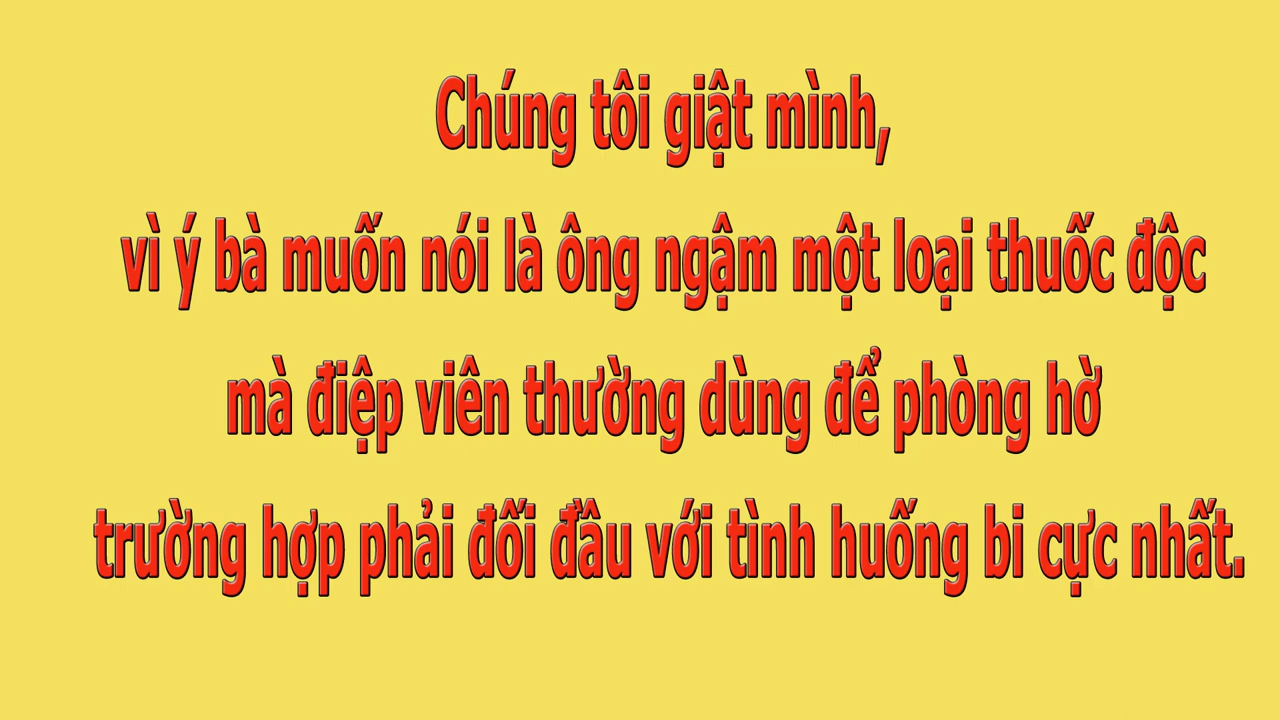 Chúng tôi giật mình,
vì ý bà muốn nói là ông ngậm một loại thuốc độc
mà điệp viên thường dùng để phòng hờ
trường hợp phải đối đầu với tình huống bi cực nhất.